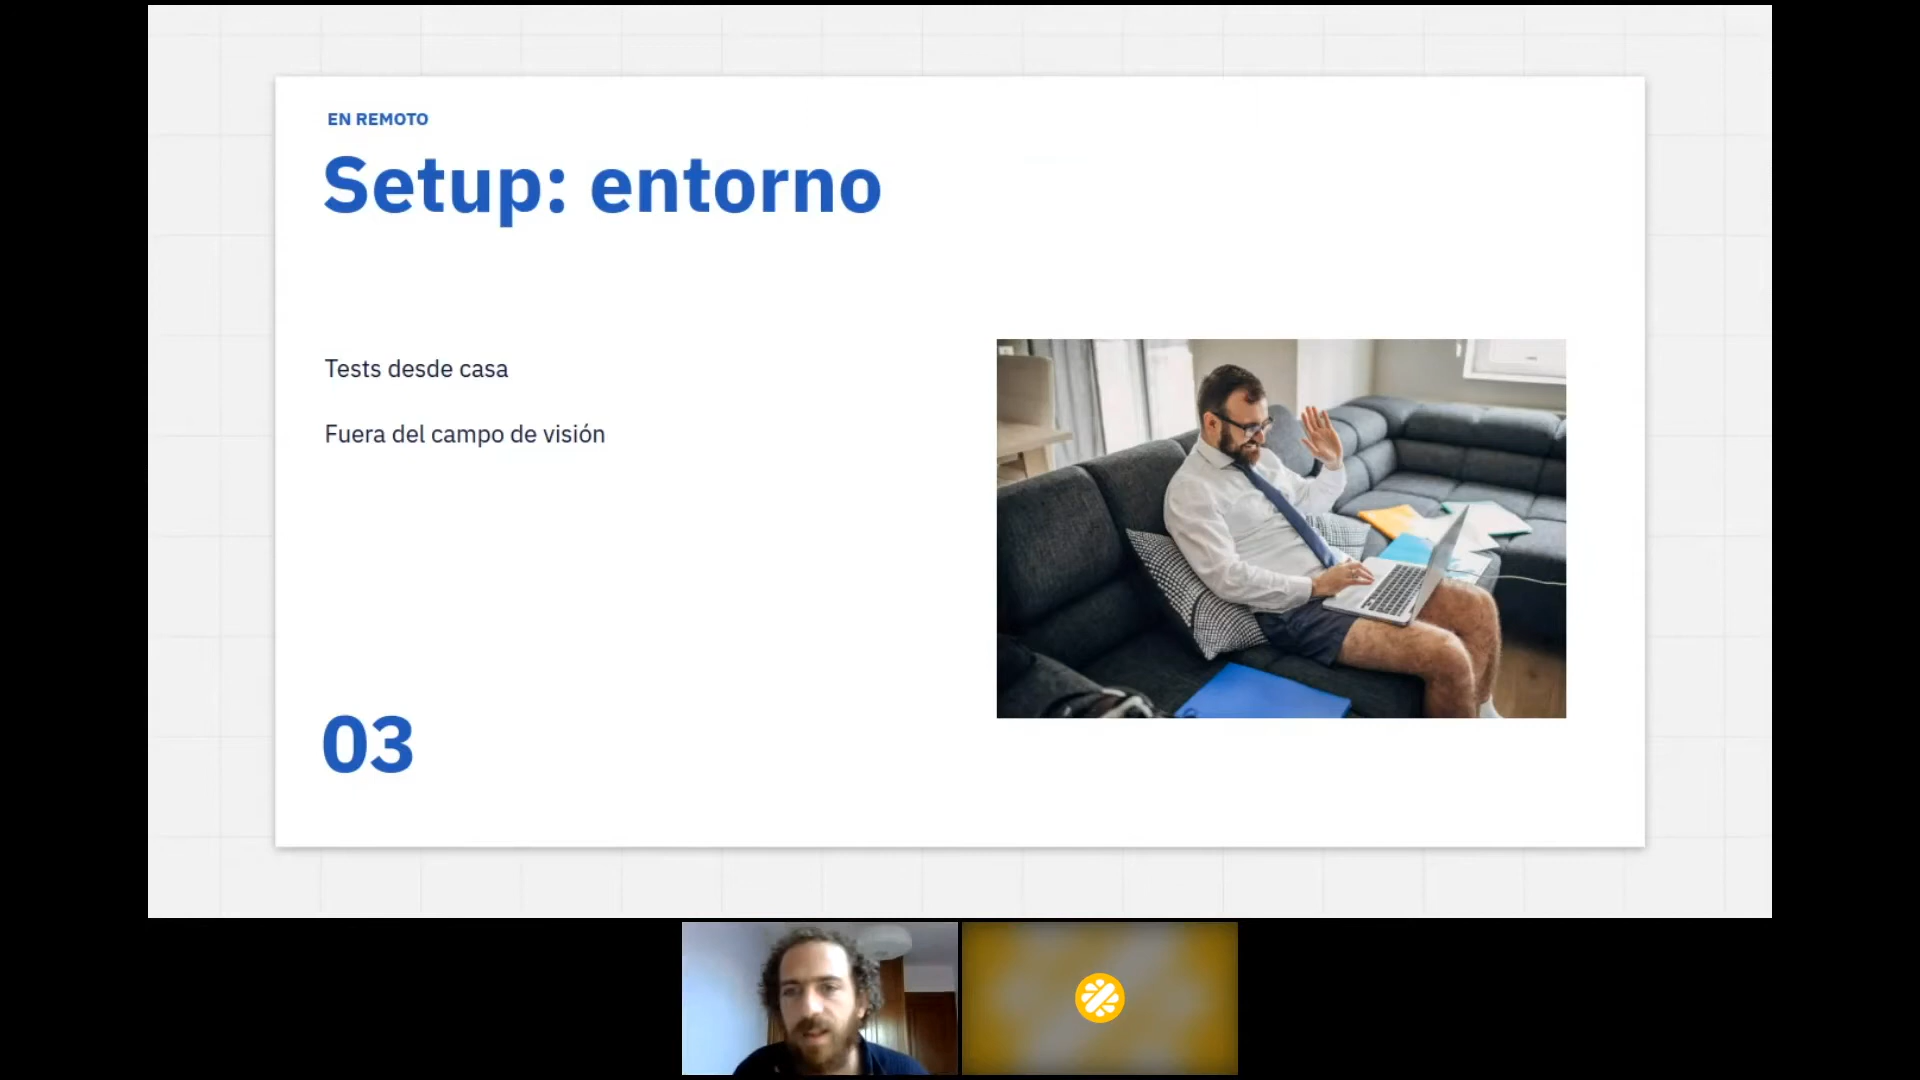 EN REMOTO
Setup: entorno
Tests desde casa
Fuera del campo de visión
03